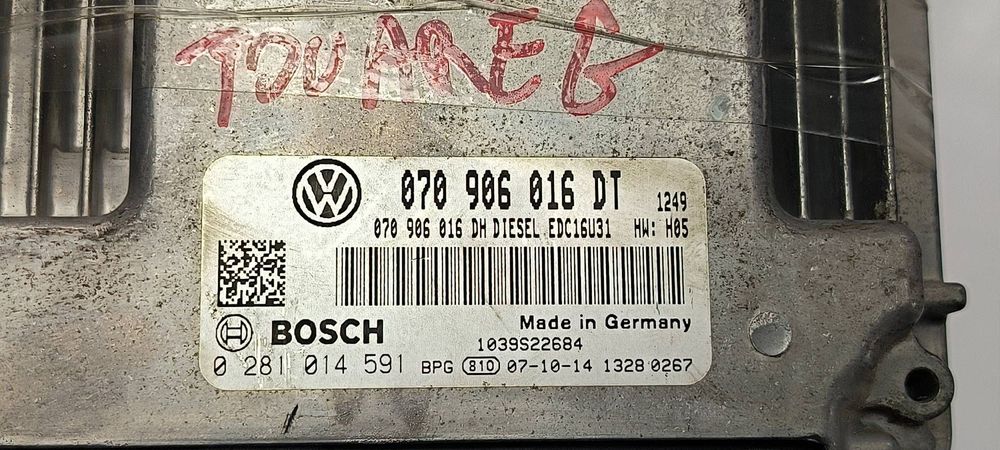 TOUAREG
070 906 016 DT 1249
070 906 016 DH DIESEL EDC16U31 HW: H05
BOSCH Made in Germany
1039S22684
0 281 014 591 BPG 810 07-10-14 1328 0267